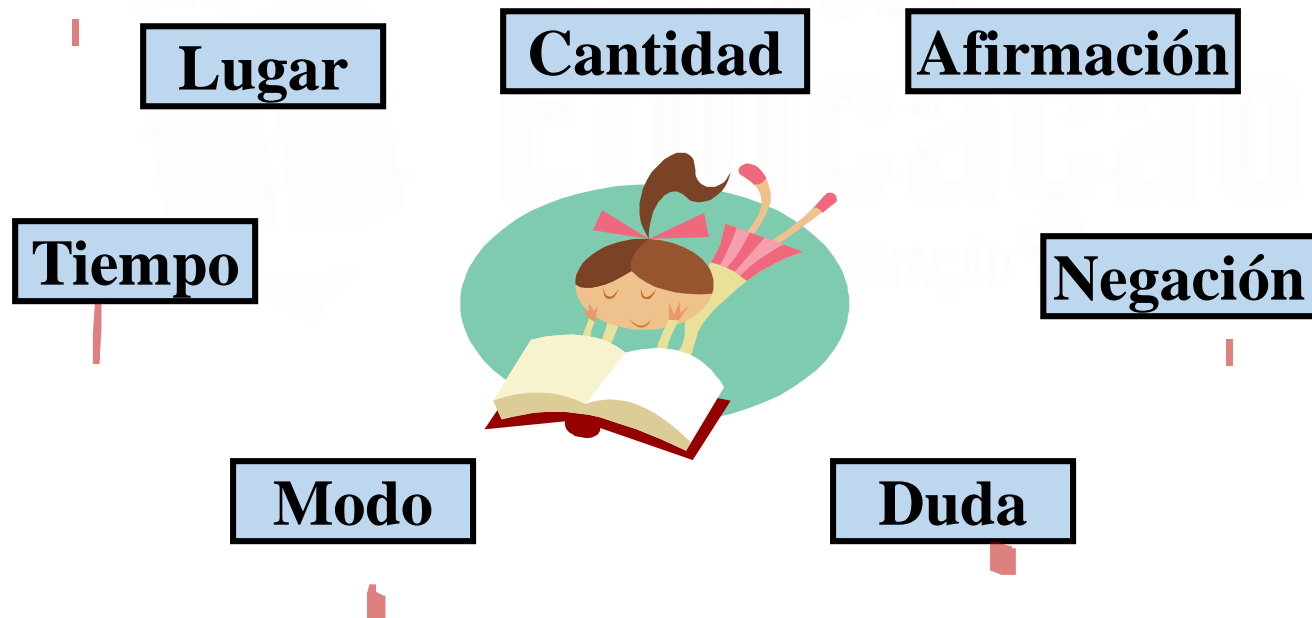 Lugar
Cantidad
Afirmación
Tiempo
Negación
Modo
Duda